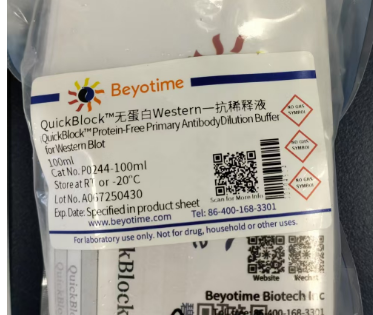 Beyotime
QuickBlock™无蛋白Western一抗稀释液
QuickBlock™ Protein-Free Primary AntibodyDilution Buffer
for Western Blot
100ml
Cat No. P0244-100ml
Store at RT or -20°C
Lot No. A067250430
Exp. Date: Specified in product sheet
www.beyotime.com
Scan for More Info
Tel: 86-400-168-3301
NO GHS
SYMBOL
NO GHS
SYMBOL
NO GHS
SYMBOL
For laboratory use only. Not for drug, household or other uses.
Website
Wechat
Beyotime Biotech Inc
QuickBlock